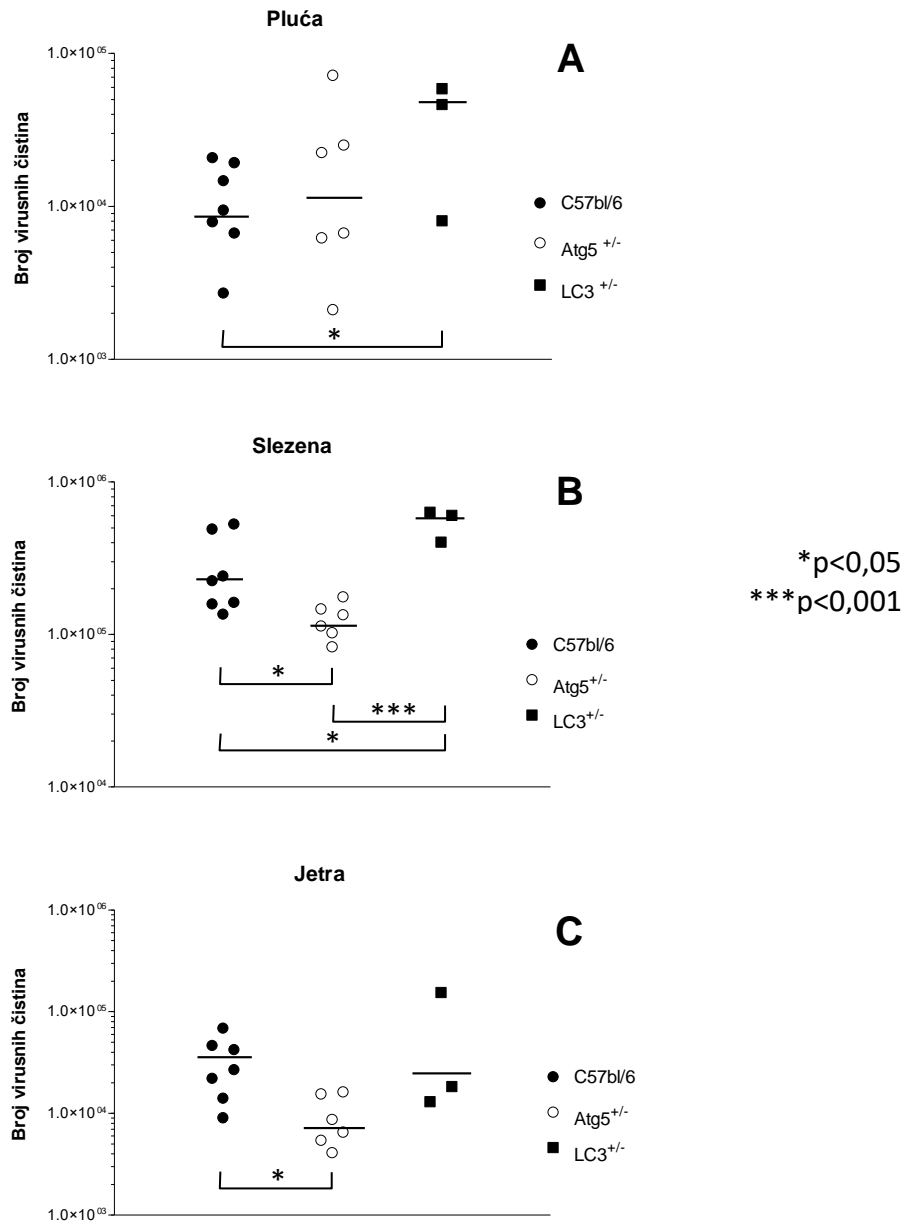 Pluća
A
1.0×10⁰⁵
1.0×10⁰⁴
1.0×10⁰³
Broj virusnih čistina
C57bl/6
Atg5 ⁺/⁻
LC3 ⁺/⁻
*
Slezena
B
1.0×10⁰⁶
1.0×10⁰⁵
1.0×10⁰⁴
Broj virusnih čistina
C57bl/6
Atg5⁺/⁻
LC3⁺/⁻
*
***
*
*p<0,05
***p<0,001
Jetra
C
1.0×10⁰⁶
1.0×10⁰⁵
1.0×10⁰⁴
1.0×10⁰³
Broj virusnih čistina
C57bl/6
Atg5⁺/⁻
LC3⁺/⁻
*